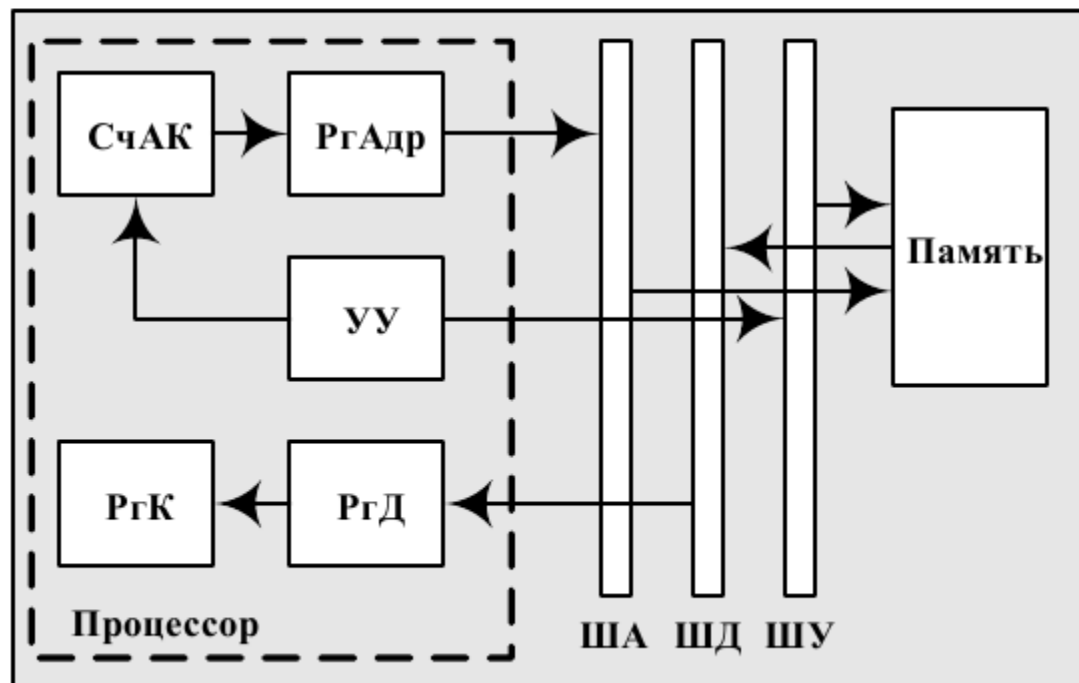 СчАК
РгАдр
Память
УУ
РгК
РгД
Процессор
ША
ШД
ШУ